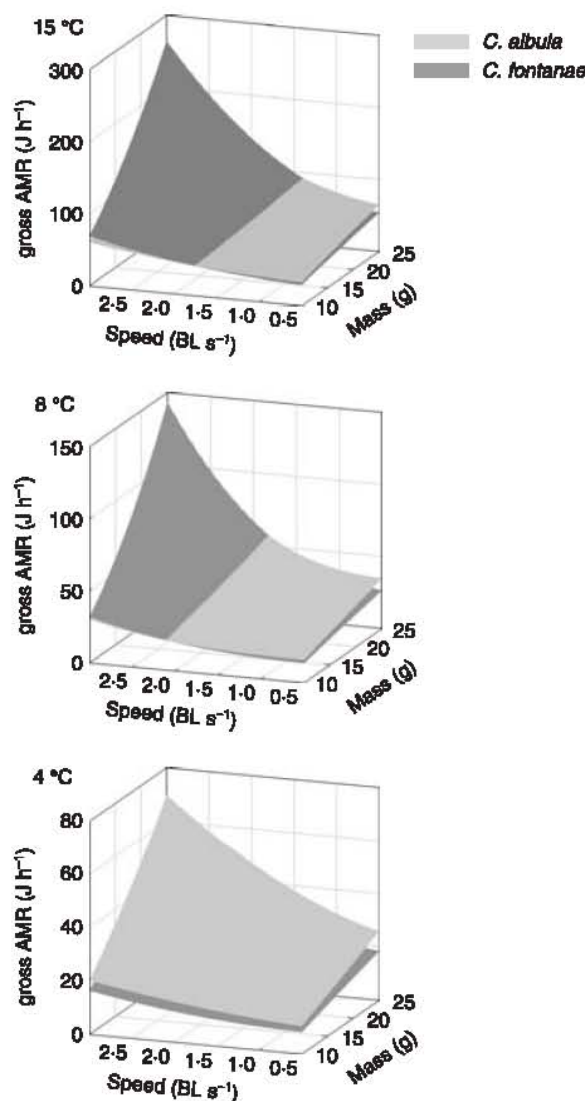 15 °C
C. albula
C. fontanae
300
200
100
0
gross AMR (J h⁻¹)
2·5 2·0 1·5 1·0 0·5
Speed (BL s⁻¹)
10 15 20 25
Mass (g)
8 °C
150
100
50
0
gross AMR (J h⁻¹)
2·5 2·0 1·5 1·0 0·5
Speed (BL s⁻¹)
10 15 20 25
Mass (g)
4 °C
80
60
40
20
0
gross AMR (J h⁻¹)
2·5 2·0 1·5 1·0 0·5
Speed (BL s⁻¹)
10 15 20 25
Mass (g)